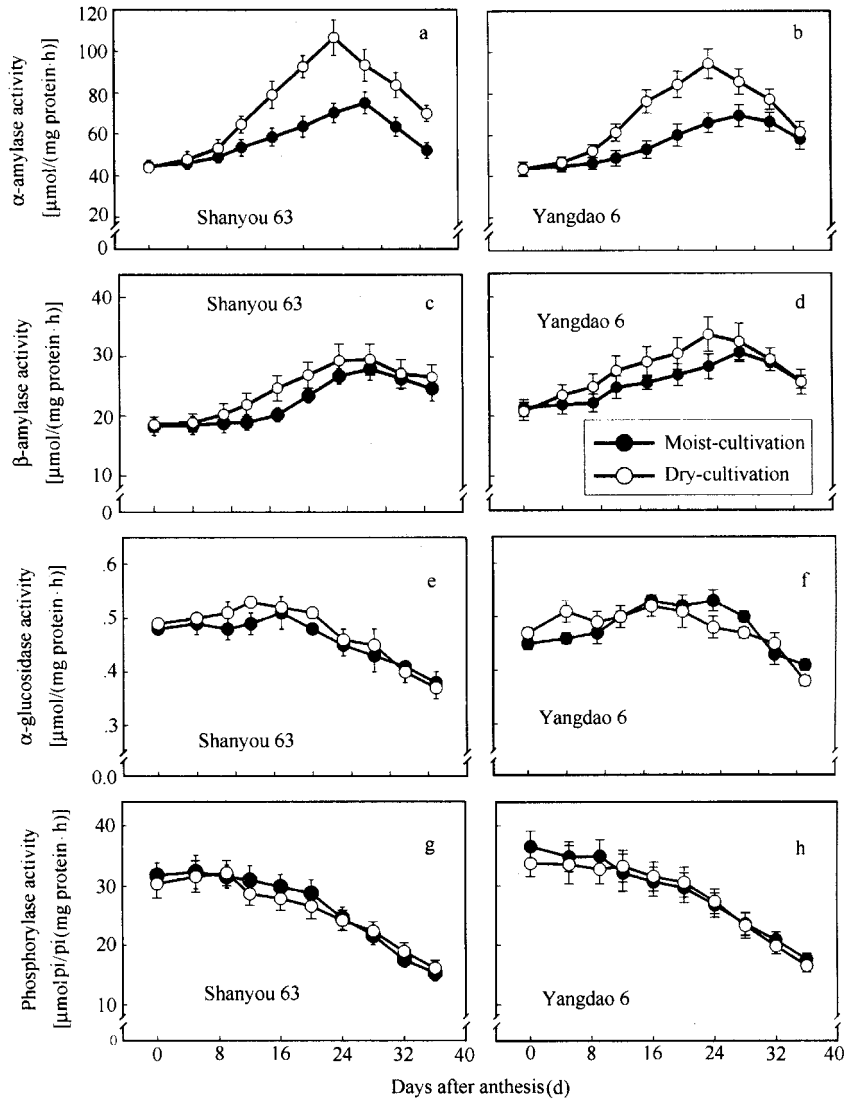 α-amylase activity
[μmol/(mg protein·h)]
120
100
80
60
40
20
0
a
Shanyou 63
b
Yangdao 6
β-amylase activity
[μmol/(mg protein·h)]
40
30
20
10
0
Shanyou 63
c
Yangdao 6
d
Moist-cultivation
Dry-cultivation
α-glucosidase activity
[μmol/(mg protein·h)]
.6
.5
.4
.3
0.0
e
Shanyou 63
f
Yangdao 6
Phosphorylase activity
[μmolpi/pi(mg protein·h)]
40
30
20
10
0
g
Shanyou 63
h
Yangdao 6
0 8 16 24 32 40
0 8 16 24 32 40
Days after anthesis(d)